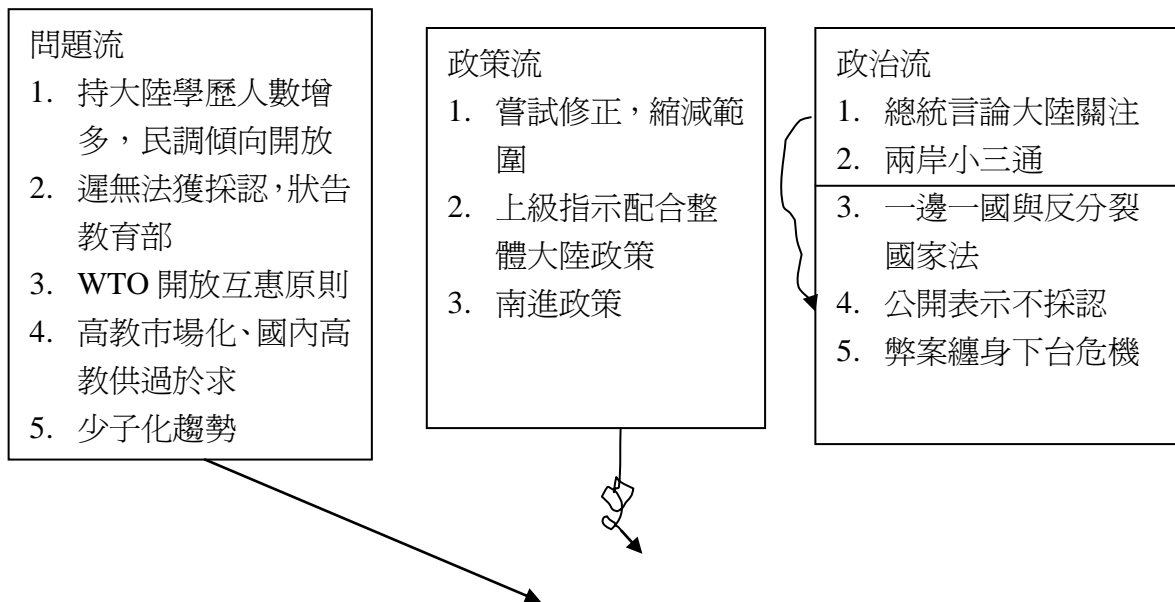 問題流
1. 持大陸學歷人數增
多，民調傾向開放
2. 遲無法獲採認，狀告
教育部
3. WTO 開放互惠原則
4. 高教市場化、國內高
教供過於求
5. 少子化趨勢
政策流
1. 嘗試修正，縮減範
圍
2. 上級指示配合整
體大陸政策
3. 南進政策
政治流
1. 總統言論大陸關注
2. 兩岸小三通
3. 一邊一國與反分裂
國家法
4. 公開表示不採認
5. 弊案纏身下台危機